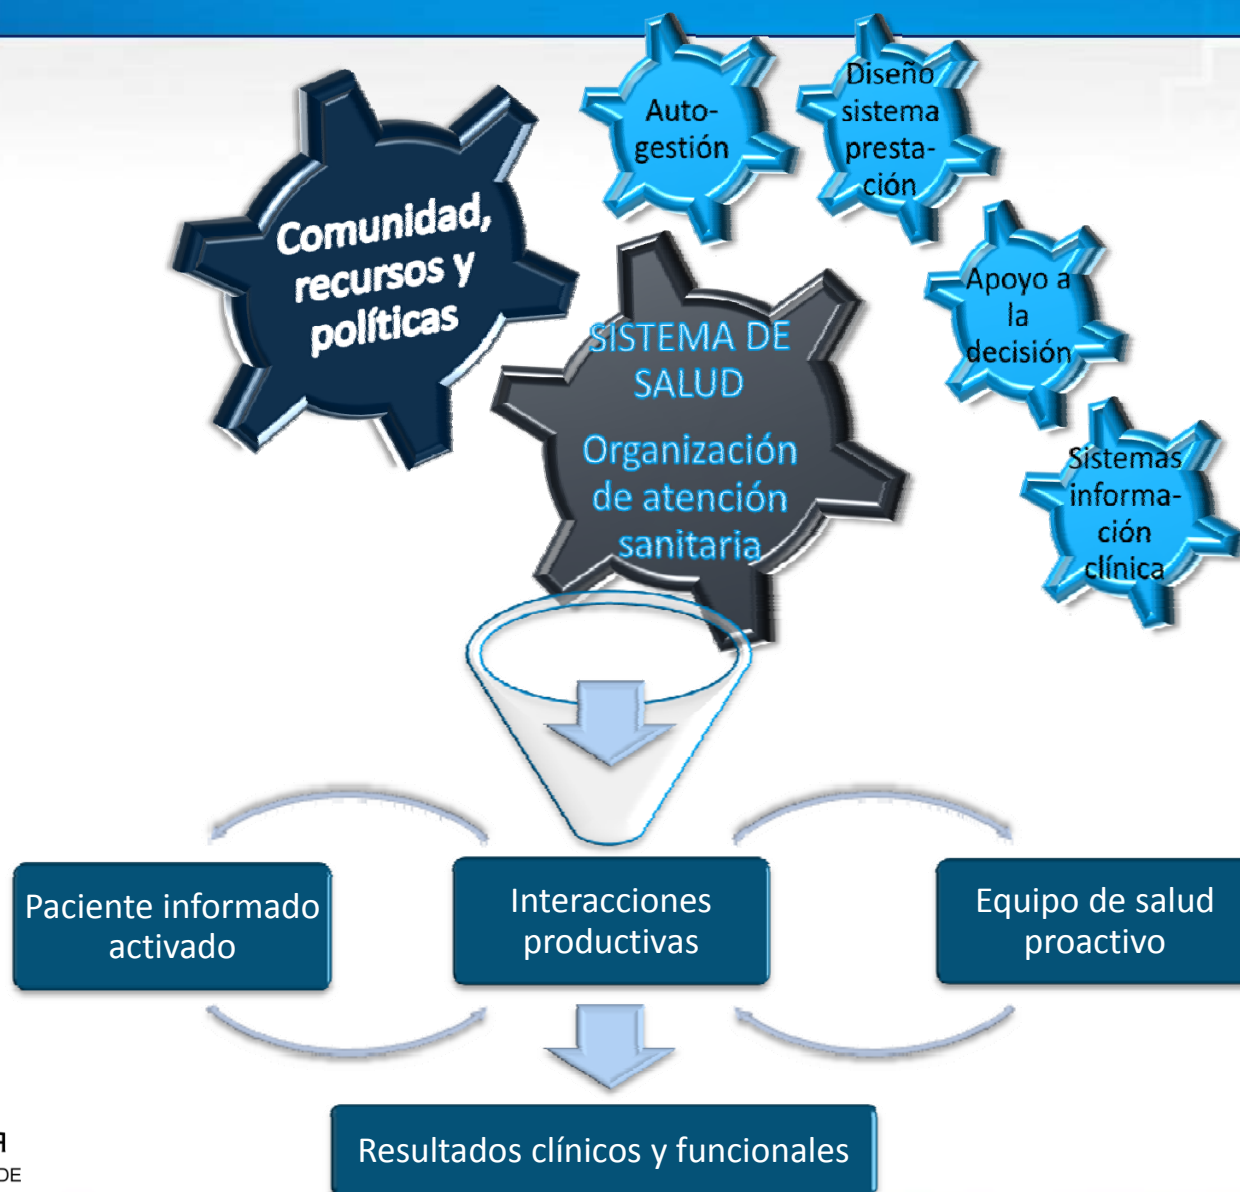 Auto-
gestión
Diseño
sistema
presta-
ción
Comunidad,
recursos y
políticas
Apoyo a
la
decisión
SISTEMA DE
SALUD
Organización
de atención
sanitaria
Sistemas
informa-
ción
clínica
Paciente informado
activado
Interacciones
productivas
Equipo de salud
proactivo
Resultados clínicos y funcionales
DE